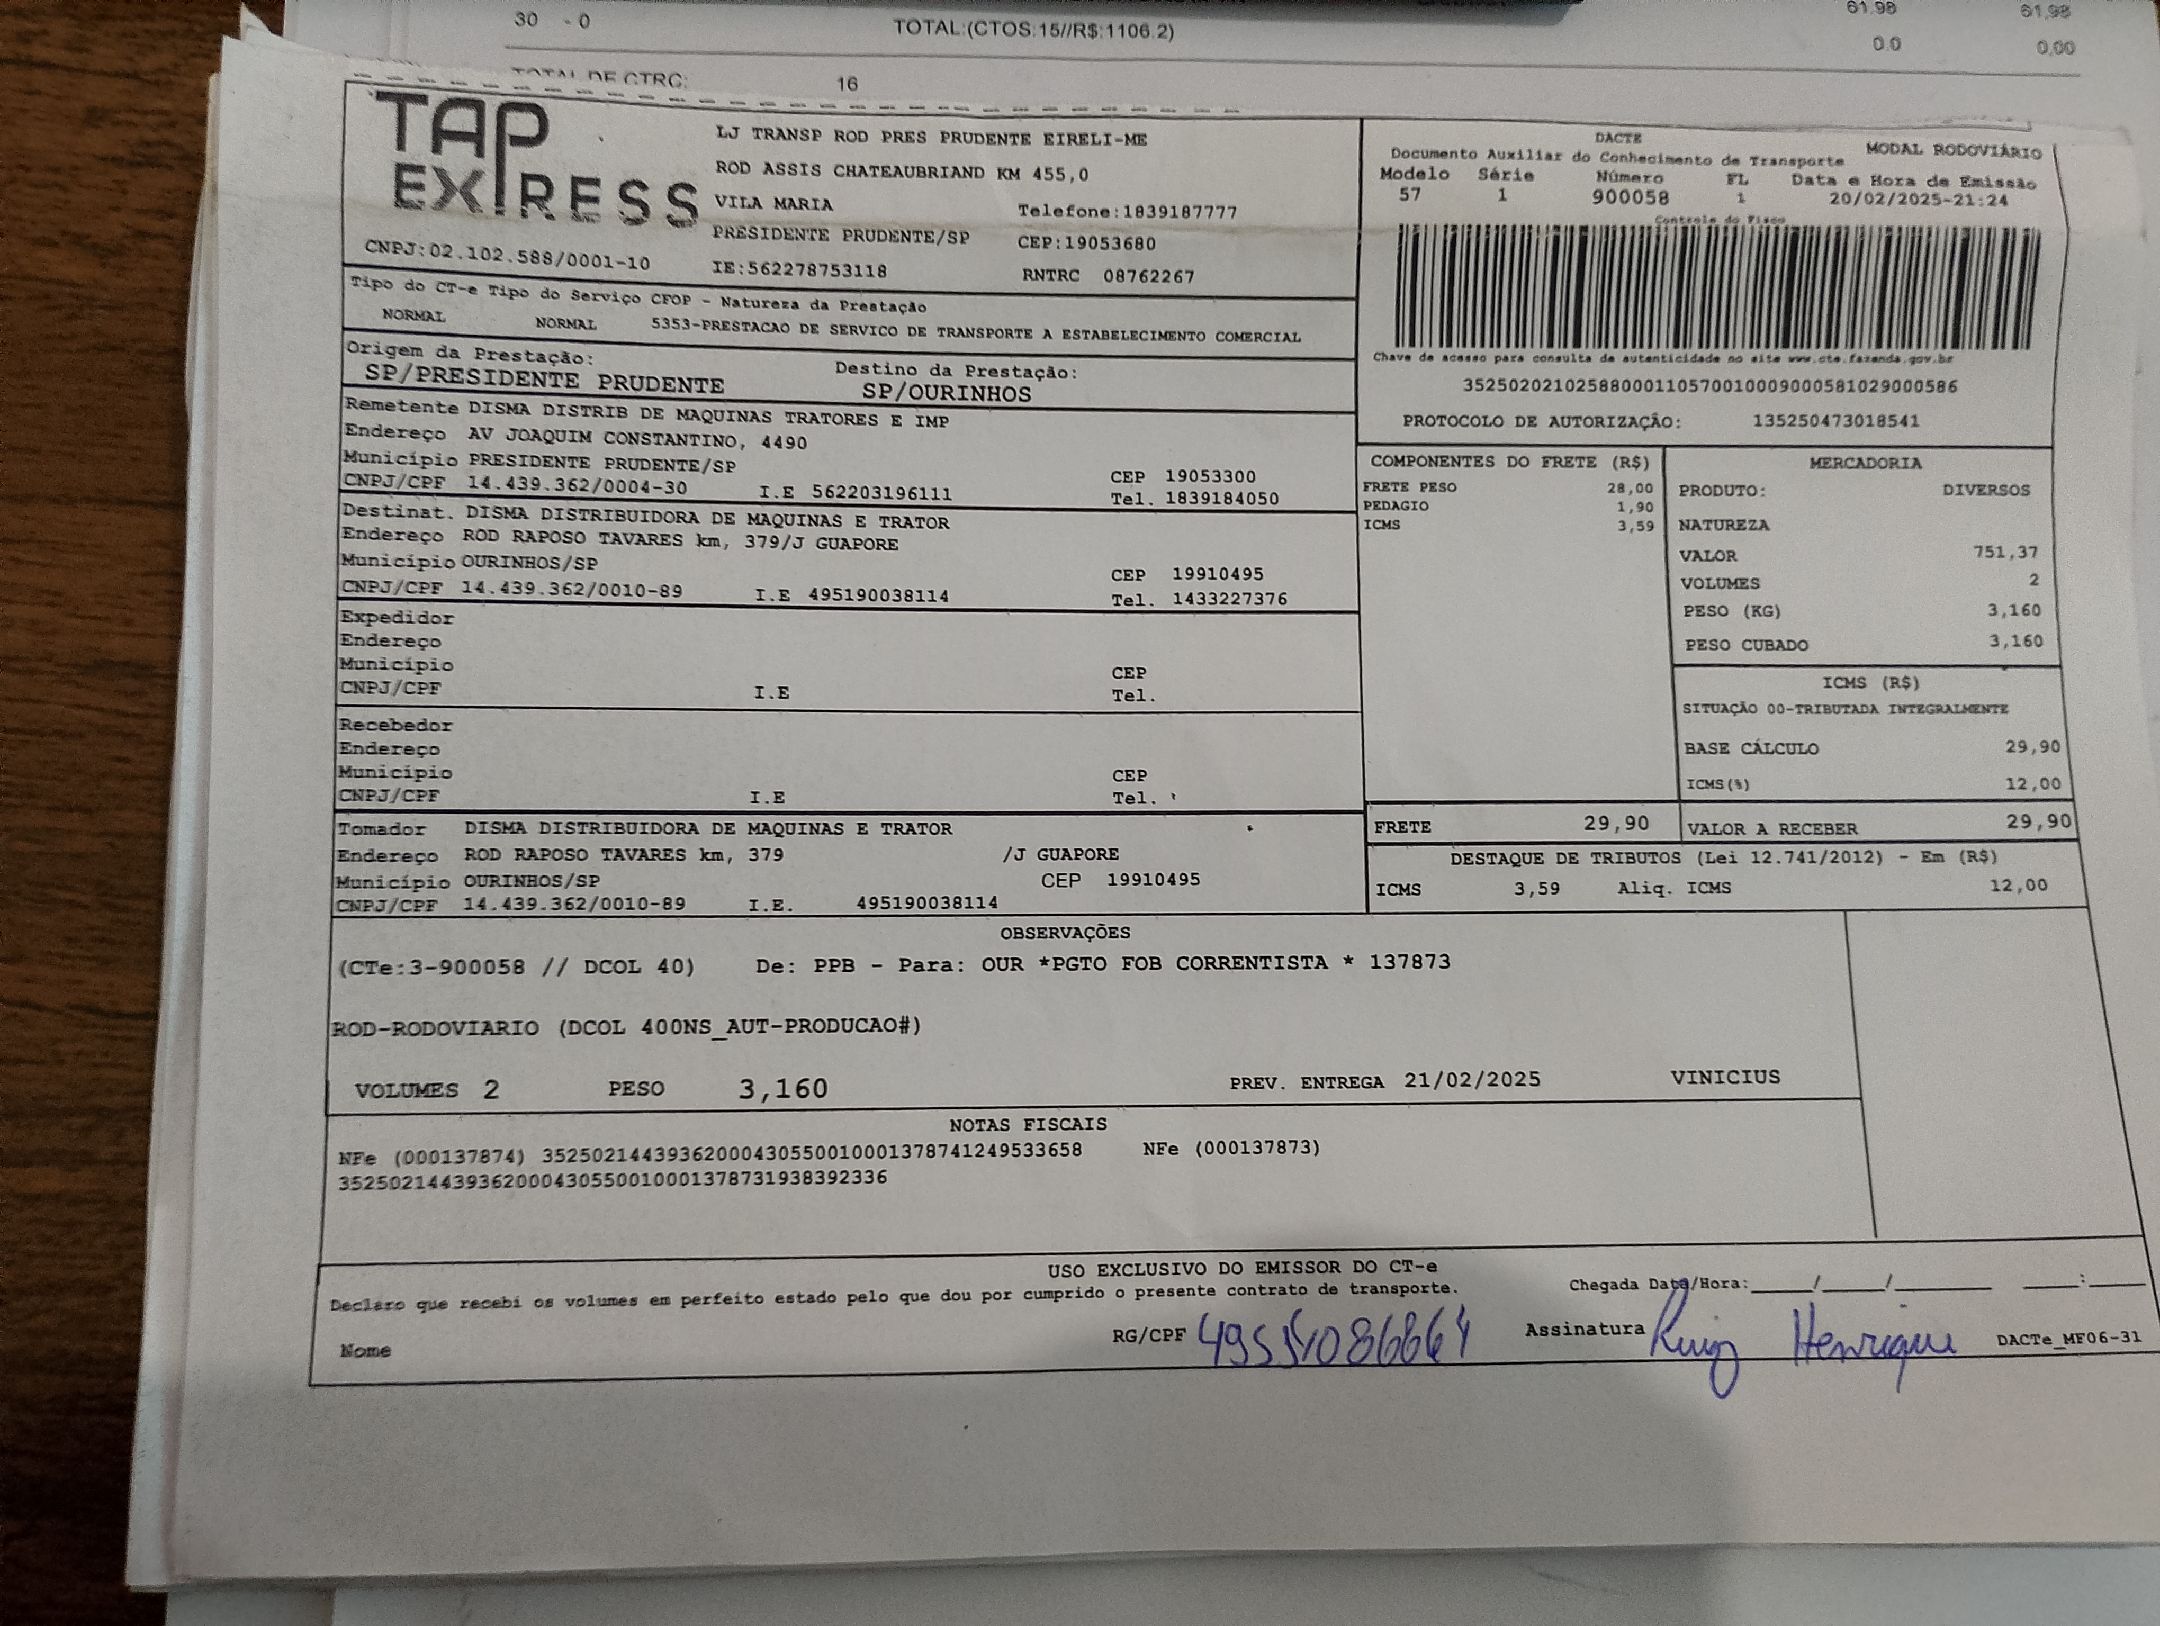 30 - 0 TOTAL:(CTOS:15//R$:1106.2) 61.98 61,98
0.0 0,00
TOTAL DE CTRC: 16
TAP EXPRESS
LJ TRANSP ROD PRES PRUDENTE EIRELI-ME
ROD ASSIS CHATEAUBRIAND KM 455,0
VILA MARIA Telefone:1839187777
PRESIDENTE PRUDENTE/SP CEP:19053680
CNPJ:02.102.588/0001-10 IE:562278753118 RNTRC 08762267
DACTE
Documento Auxiliar do Conhecimento de Transporte MODAL RODOVIÁRIO
Modelo Série Número FL Data e Hora de Emissão
57 1 900058 1 20/02/2025-21:24
Controle do Fisco
Chave de acesso para consulta de autenticidade no site www.cte.fazenda.gov.br
35250202102588000110570010009000581029000586
PROTOCOLO DE AUTORIZAÇÃO: 135250473018541
Tipo do CT-e Tipo do Serviço CFOP - Natureza da Prestação
NORMAL NORMAL 5353-PRESTACAO DE SERVICO DE TRANSPORTE A ESTABELECIMENTO COMERCIAL
Origem da Prestação: Destino da Prestação:
SP/PRESIDENTE PRUDENTE SP/OURINHOS
Remetente DISMA DISTRIB DE MAQUINAS TRATORES E IMP
Endereço AV JOAQUIM CONSTANTINO, 4490
Município PRESIDENTE PRUDENTE/SP CEP 19053300
CNPJ/CPF 14.439.362/0004-30 I.E 562203196111 Tel. 1839184050
Destinat. DISMA DISTRIBUIDORA DE MAQUINAS E TRATOR
Endereço ROD RAPOSO TAVARES km, 379/J GUAPORE
Município OURINHOS/SP CEP 19910495
CNPJ/CPF 14.439.362/0010-89 I.E 495190038114 Tel. 1433227376
Expedidor
Endereço
Município CEP
CNPJ/CPF I.E Tel.
Recebedor
Endereço
Município CEP
CNPJ/CPF I.E Tel.
Tomador DISMA DISTRIBUIDORA DE MAQUINAS E TRATOR
Endereço ROD RAPOSO TAVARES km, 379 /J GUAPORE
Município OURINHOS/SP CEP 19910495
CNPJ/CPF 14.439.362/0010-89 I.E. 495190038114
COMPONENTES DO FRETE (R$)
FRETE PESO 28,00
PEDAGIO 1,90
ICMS 3,59
MERCADORIA
PRODUTO: DIVERSOS
NATUREZA
VALOR 751,37
VOLUMES 2
PESO (KG) 3,160
PESO CUBADO 3,160
ICMS (R$)
SITUAÇÃO 00-TRIBUTADA INTEGRALMENTE
BASE CÁLCULO 29,90
ICMS(%) 12,00
FRETE 29,90 VALOR A RECEBER 29,90
DESTAQUE DE TRIBUTOS (Lei 12.741/2012) - Em (R$)
ICMS 3,59 Aliq. ICMS 12,00
OBSERVAÇÕES
(CTe:3-900058 // DCOL 40) De: PPB - Para: OUR *PGTO FOB CORRENTISTA * 137873
ROD-RODOVIARIO (DCOL 400NS_AUT-PRODUCAO#)
VOLUMES 2 PESO 3,160 PREV. ENTREGA 21/02/2025 VINICIUS
NOTAS FISCAIS
NFe (000137874) 35250214439362000430550010001378741249533658 NFe (000137873)
35250214439362000430550010001378731938392336
USO EXCLUSIVO DO EMISSOR DO CT-e
Declaro que recebi os volumes em perfeito estado pelo que dou por cumprido o presente contrato de transporte.
Chegada Data/Hora:____/____/______ ___:___
Nome RG/CPF Assinatura Henrique DACTe_MF06-31